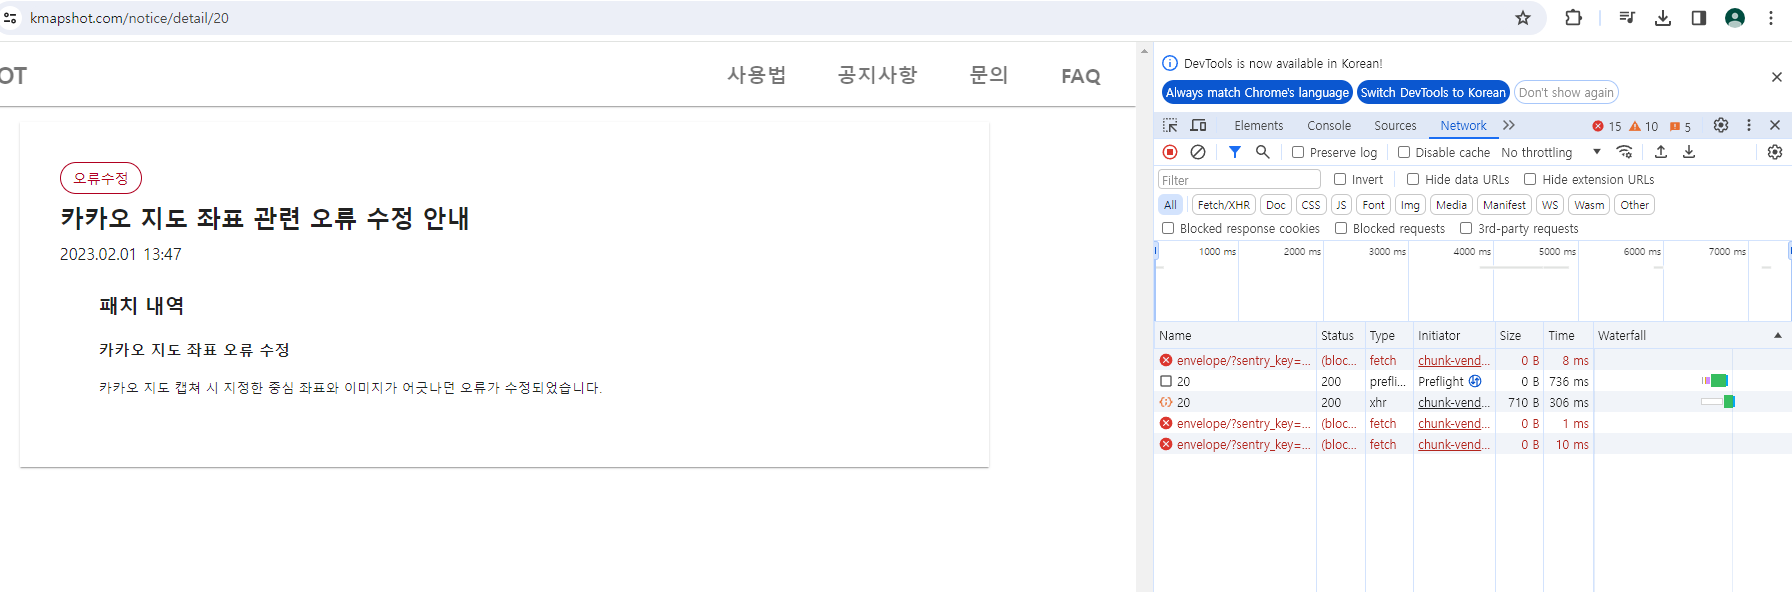 kmapshot.com/notice/detail/20
OT
사용법 공지사항 문의 FAQ
오류수정
카카오 지도 좌표 관련 오류 수정 안내
2023.02.01 13:47
패치 내역
카카오 지도 좌표 오류 수정
카카오 지도 캡쳐 시 지정한 중심 좌표와 이미지가 어긋나던 오류가 수정되었습니다.
DevTools is now available in Korean!
Always match Chrome's language Switch DevTools to Korean Don't show again
Elements Console Sources Network 15 10 5
Preserve log Disable cache No throttling
Filter Invert Hide data URLs Hide extension URLs
All Fetch/XHR Doc CSS JS Font Img Media Manifest WS Wasm Other
Blocked response cookies Blocked requests 3rd-party requests
1000 ms 2000 ms 3000 ms 4000 ms 5000 ms 6000 ms 7000 ms
Name Status Type Initiator Size Time Waterfall
envelope/?sentry_key=... (bloc... fetch chunk-vend... 0 B 8 ms
20 200 prefli... Preflight 0 B 736 ms
20 200 xhr chunk-vend... 710 B 306 ms
envelope/?sentry_key=... (bloc... fetch chunk-vend... 0 B 1 ms
envelope/?sentry_key=... (bloc... fetch chunk-vend... 0 B 10 ms